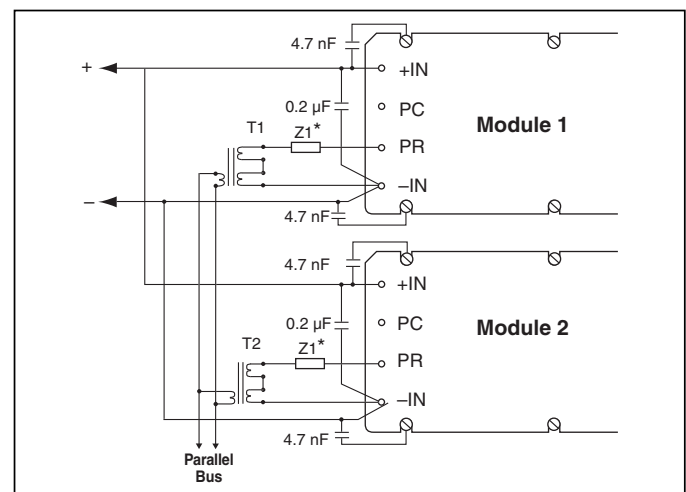 4.7 nF
+
+IN
0.2 µF
PC
Module 1
T1
Z1*
PR
–IN
–
4.7 nF
4.7 nF
+IN
0.2 µF
PC
Module 2
T2
Z1*
PR
–IN
4.7 nF
Parallel
Bus